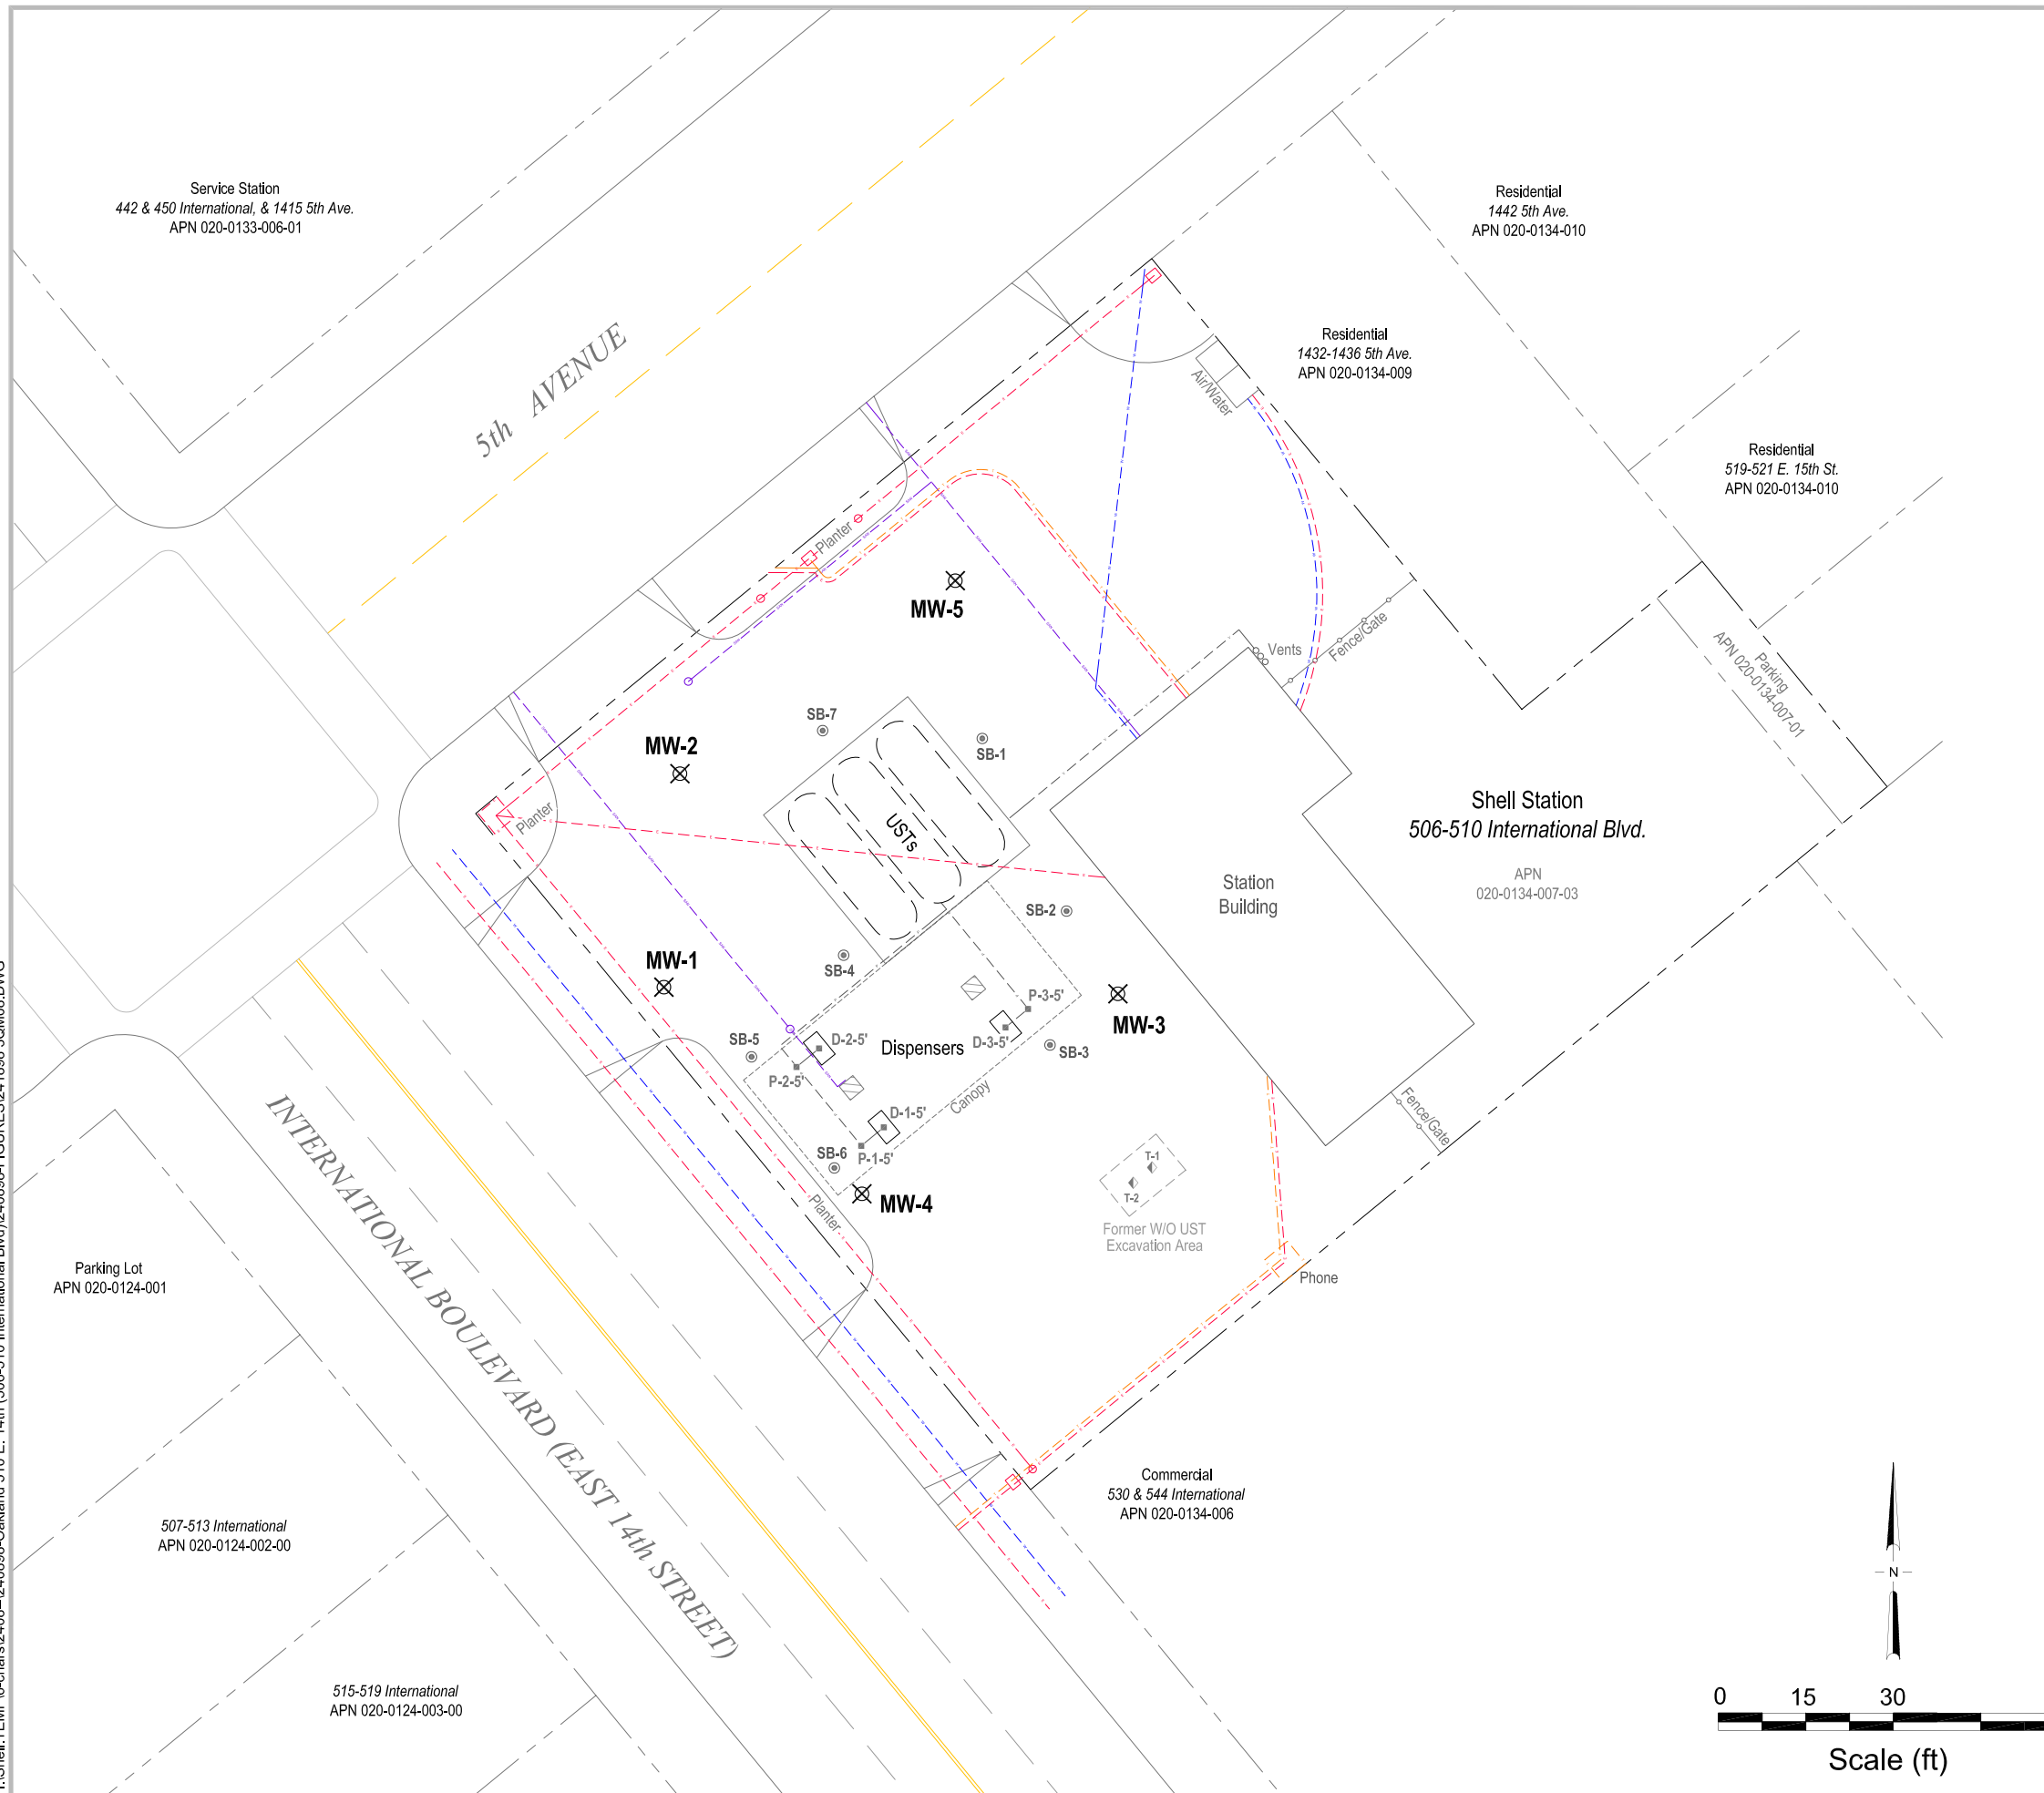 Service Station
442 & 450 International, & 1415 5th Ave.
APN 020-0133-006-01
Residential
1442 5th Ave.
APN 020-0134-010
5th AVENUE
Residential
1432-1436 5th Ave.
APN 020-0134-009
Air/Water
Residential
519-521 E. 15th St.
APN 020-0134-010
Planter
MW-5
Vents
Fence/Gate
Parking
APN 020-0134-007-01
SB-7
MW-2
SB-1
Planter
USTs
Shell Station
506-510 International Blvd.
APN
020-0134-007-03
Station
Building
SB-2
MW-1
SB-4
P-3-5'
MW-3
SB-5
D-2-5'
Dispensers
D-3-5'
SB-3
P-2-5'
Canopy
D-1-5'
Fence/Gate
SB-6
P-1-5'
T-1
T-2
MW-4
Planter
Former W/O UST
Excavation Area
Phone
INTERNATIONAL BOULEVARD (EAST 14th STREET)
Parking Lot
APN 020-0124-001
Commercial
530 & 544 International
APN 020-0134-006
507-513 International
APN 020-0124-002-00
N
515-519 International
APN 020-0124-003-00
0 15 30
Scale (ft)